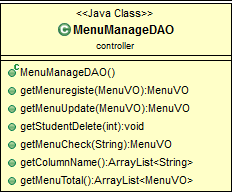 <<Java Class>>
MenuManageDAO
controller
MenuManageDAO()
getMenuregiste(MenuVO):MenuVO
getMenuUpdate(MenuVO):MenuVO
getStudentDelete(int):void
getMenuCheck(String):MenuVO
getColumnName():ArrayList<String>
getMenuTotal():ArrayList<MenuVO>